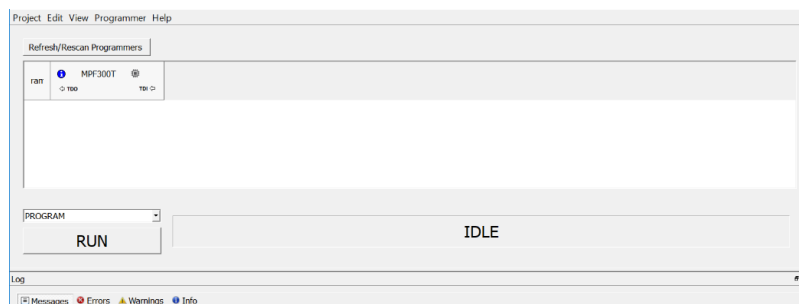 Project Edit View Programmer Help
Refresh/Rescan Programmers
MPF300T
TDO TDI
PROGRAM
RUN
IDLE
Log
Messages Errors Warnings Info